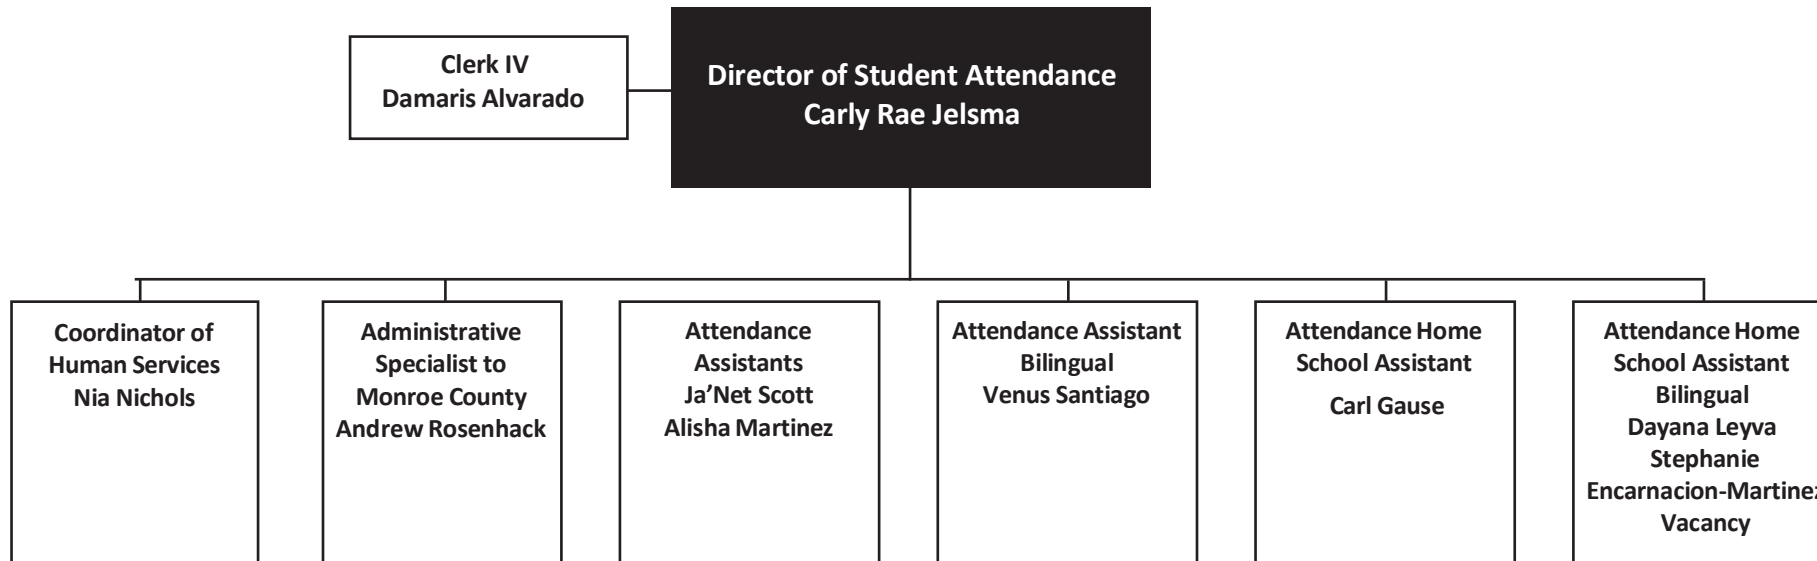 Clerk IV
Damaris Alvarado
Director of Student Attendance
Carly Rae Jelsma
Coordinator of
Human Services
Nia Nichols
Administrative
Specialist to
Monroe County
Andrew Rosenhack
Attendance
Assistants
Ja’Net Scott
Alisha Martinez
Attendance Assistant
Bilingual
Venus Santiago
Attendance Home
School Assistant
Carl Gause
Attendance Home
School Assistant
Bilingual
Dayana Leyva
Stephanie
Encarnacion-Martinez
Vacancy